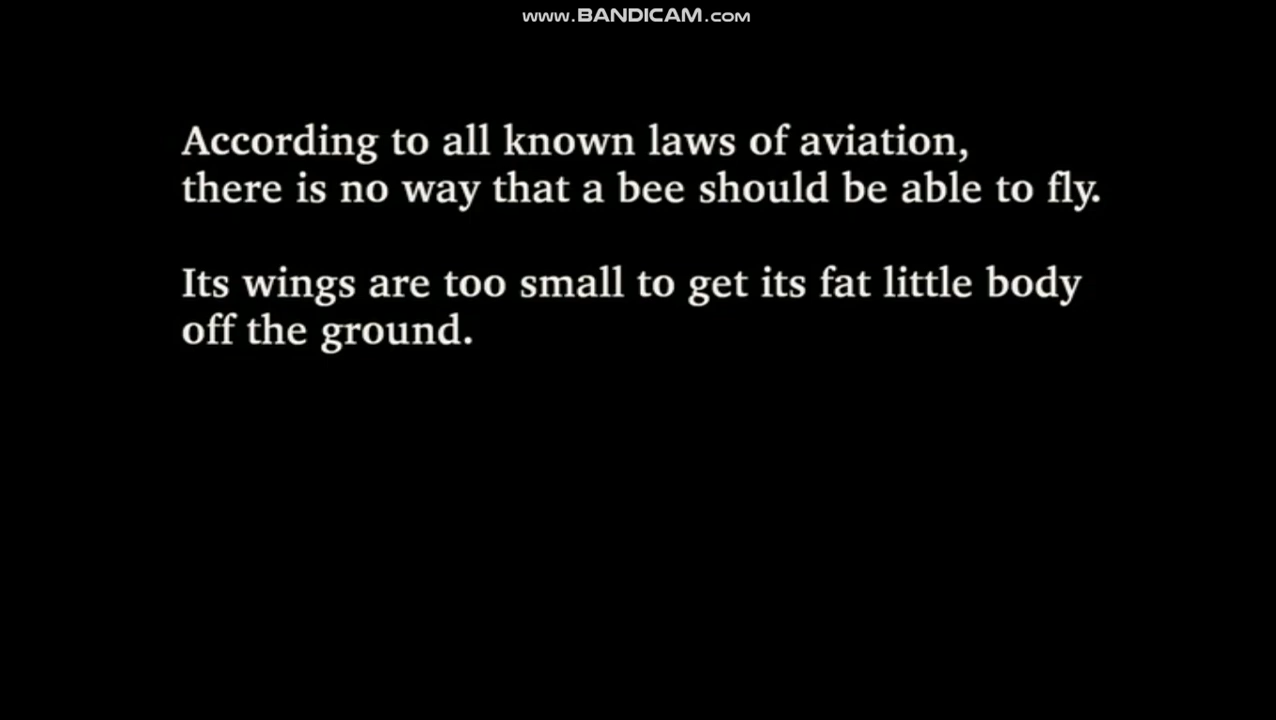 www.BANDICAM.com
According to all known laws of aviation,
there is no way that a bee should be able to fly.
Its wings are too small to get its fat little body
off the ground.